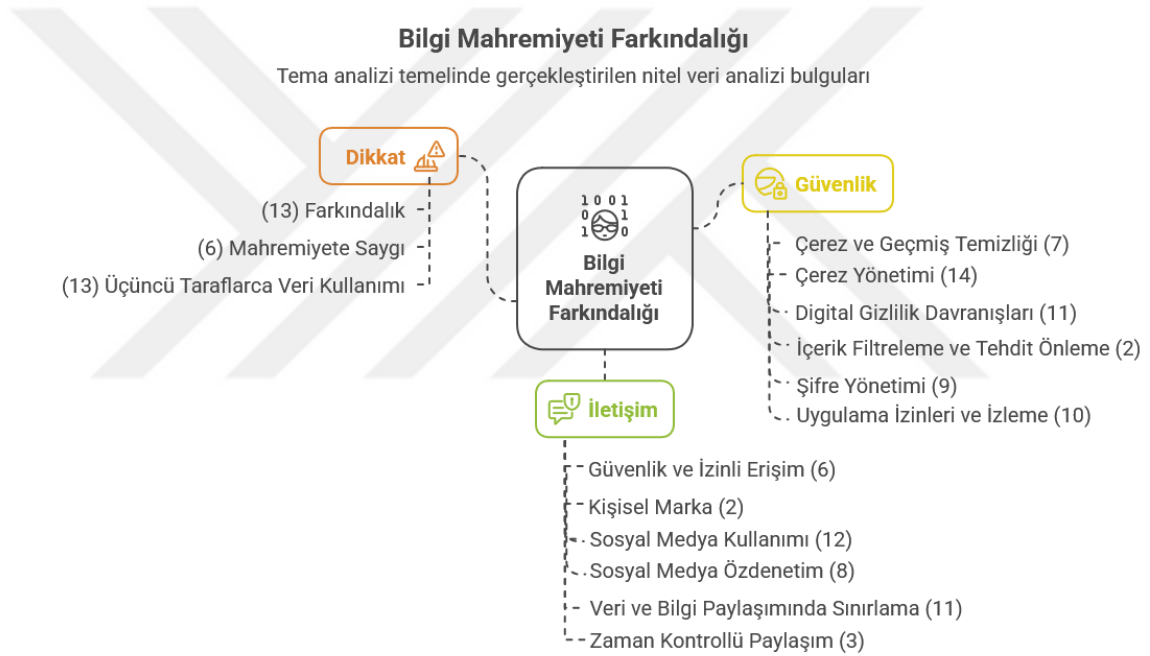 Bilgi Mahremiyeti Farkındalığı
Tema analizi temelinde gerçekleştirilen nitel veri analizi bulguları
Dikkat
(13) Farkındalık
(6) Mahremiyete Saygı
(13) Üçüncü Taraflarca Veri Kullanımı
1 0 0 1
0 1
1 0
Bilgi
Mahremiyeti
Farkındalığı
Güvenlik
Çerez ve Geçmiş Temizliği (7)
Çerez Yönetimi (14)
Digital Gizlilik Davranışları (11)
İçerik Filtreleme ve Tehdit Önleme (2)
Şifre Yönetimi (9)
Uygulama İzinleri ve İzleme (10)
İletişim
Güvenlik ve İzinli Erişim (6)
Kişisel Marka (2)
Sosyal Medya Kullanımı (12)
Sosyal Medya Özdenetim (8)
Veri ve Bilgi Paylaşımında Sınırlama (11)
Zaman Kontrollü Paylaşım (3)